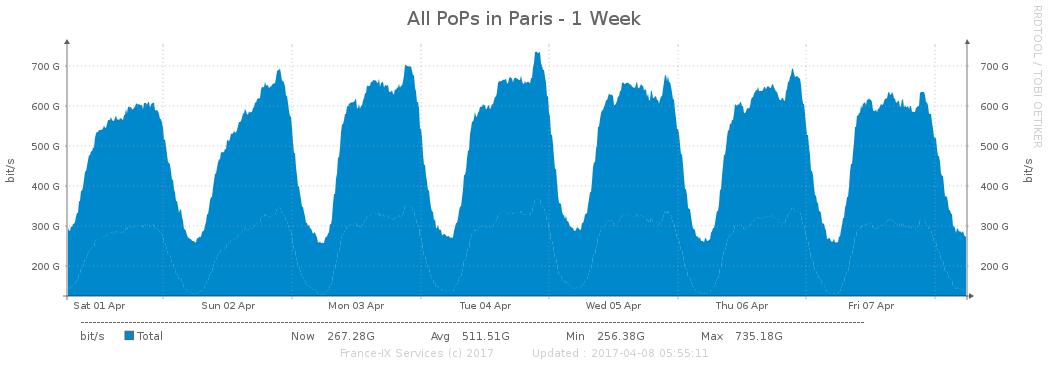 All PoPs in Paris - 1 Week
RRDTOOL / TOBI OETIKER
bit/s
700 G
600 G
500 G
400 G
300 G
200 G
700 G
600 G
500 G
400 G
300 G
200 G
bit/s
Sat 01 Apr Sun 02 Apr Mon 03 Apr Tue 04 Apr Wed 05 Apr Thu 06 Apr Fri 07 Apr
bit/s Total Now 267.28G Avg 511.51G Min 256.38G Max 735.18G
France-IX Services (c) 2017 Updated : 2017-04-08 05:55:11